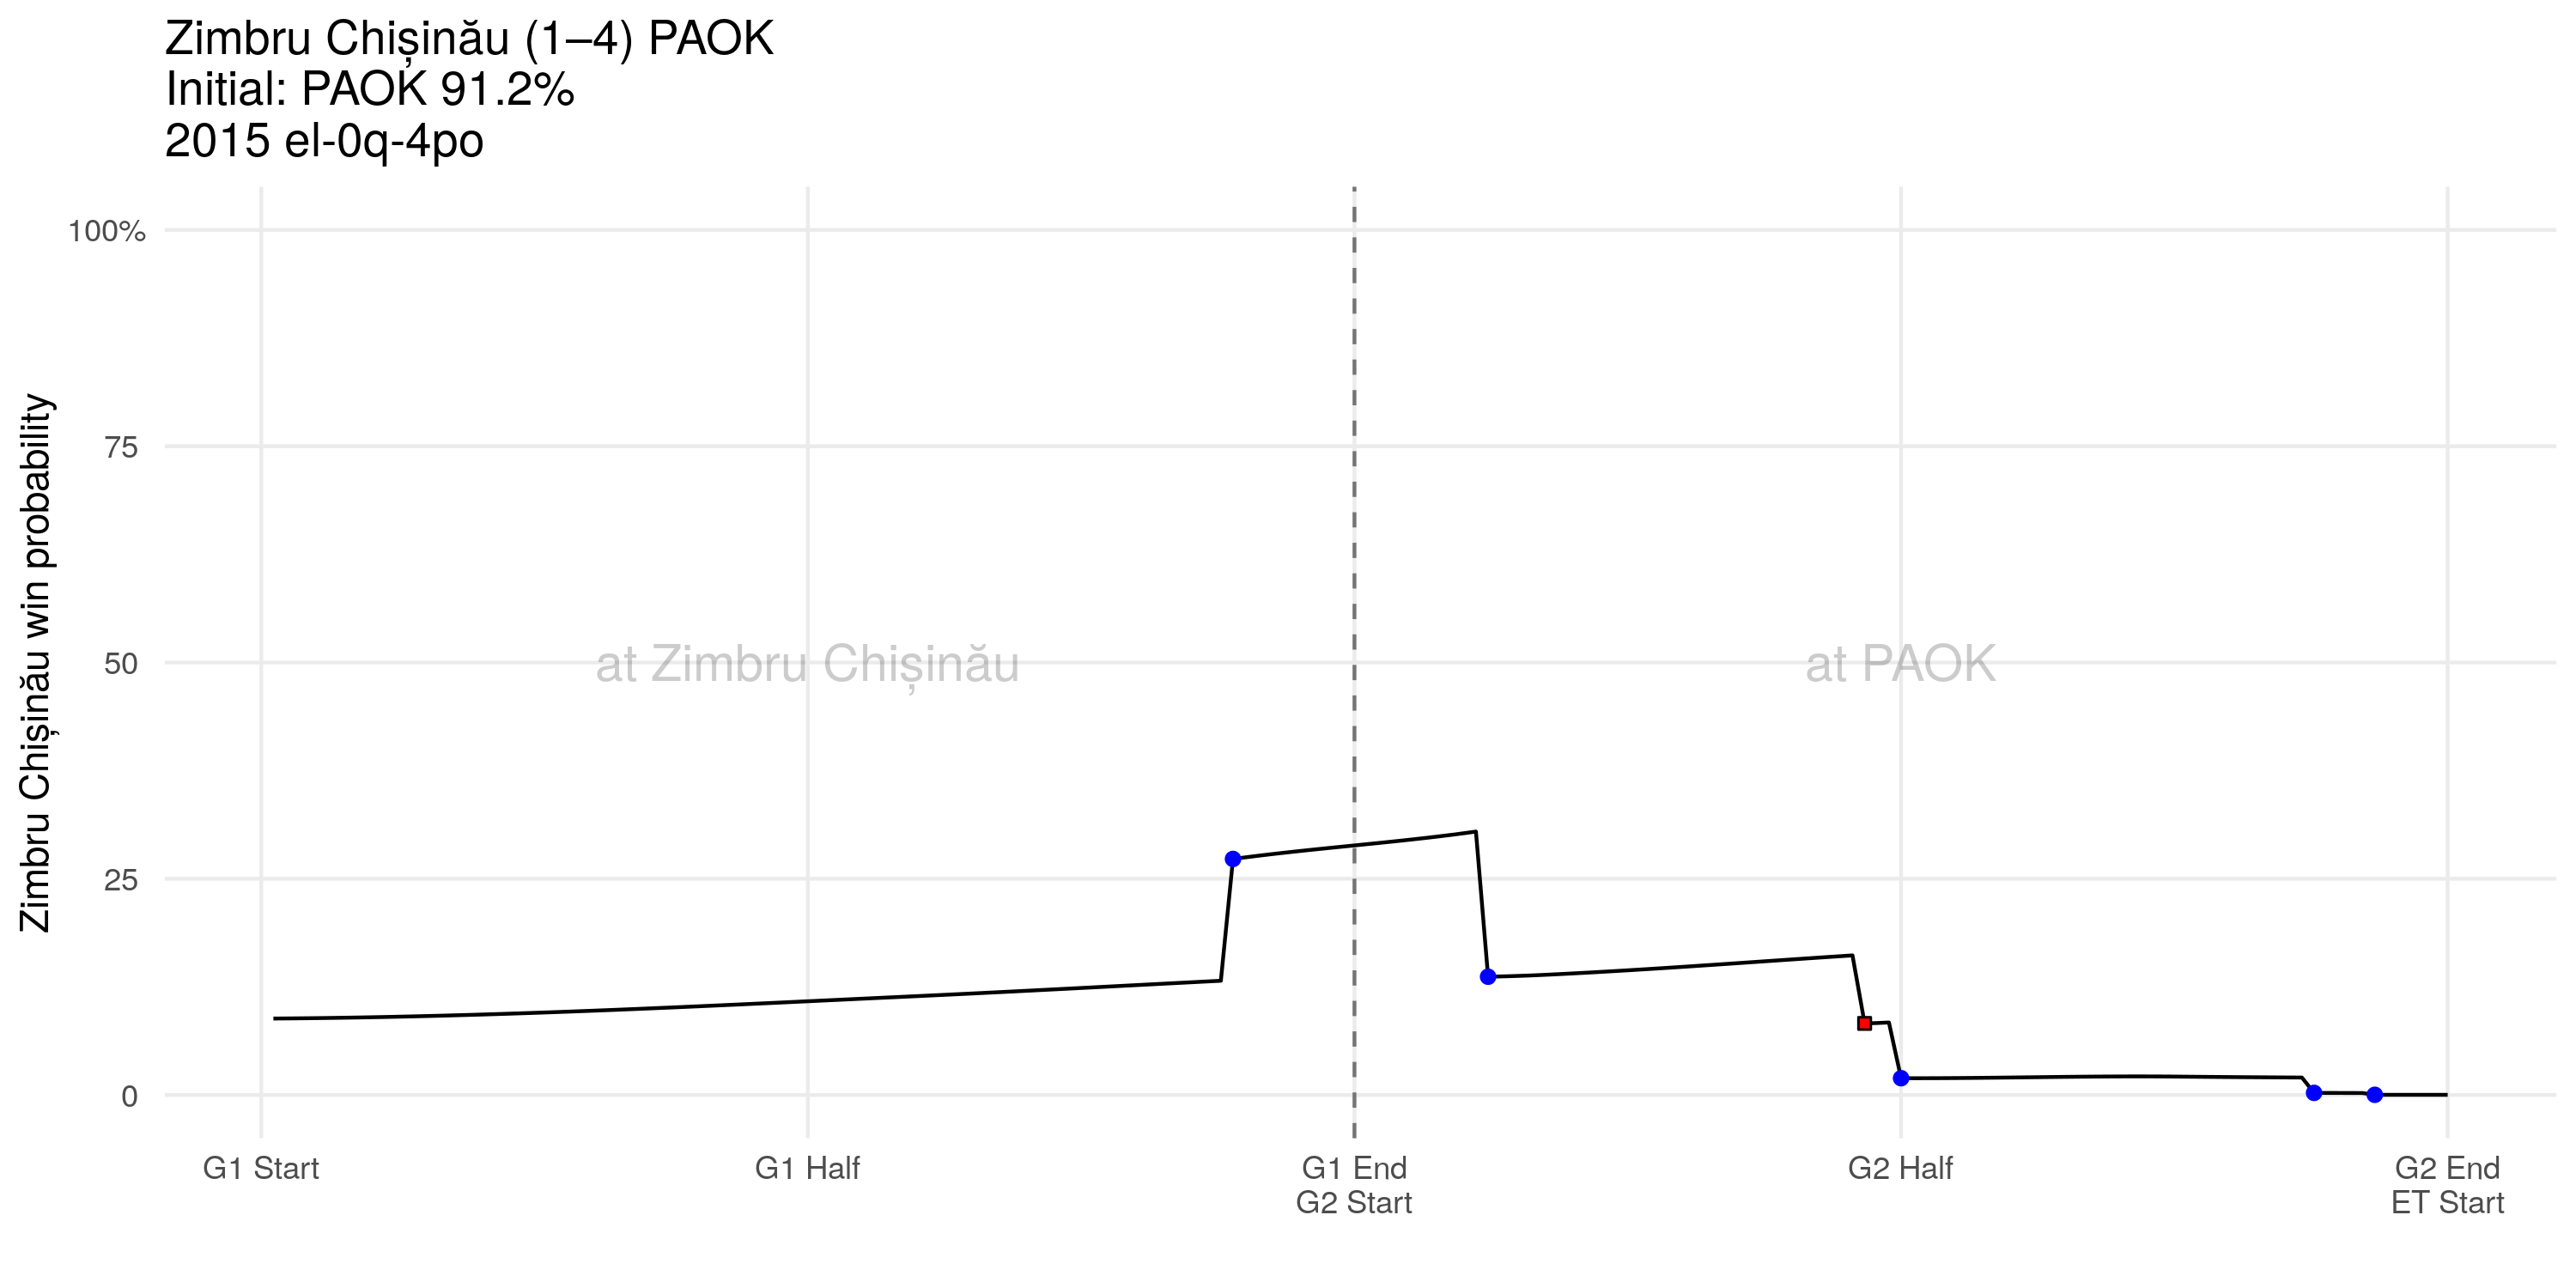 Zimbru Chișinău (1–4) PAOK
Initial: PAOK 91.2%
2015 el-0q-4po
Zimbru Chișinău win probability
100%
75
50
25
0
at Zimbru Chișinău
at PAOK
G1 Start
G1 Half
G1 End
G2 Start
G2 Half
G2 End
ET Start